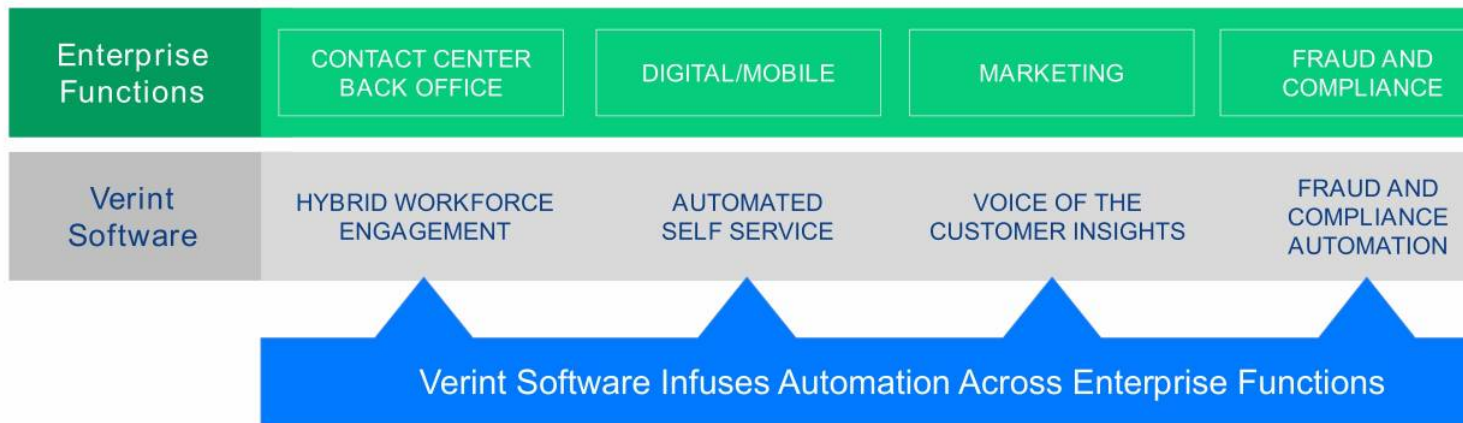 Enterprise
Functions
CONTACT CENTER
BACK OFFICE
DIGITAL/MOBILE
MARKETING
FRAUD AND
COMPLIANCE
Verint
Software
HYBRID WORKFORCE
ENGAGEMENT
AUTOMATED
SELF SERVICE
VOICE OF THE
CUSTOMER INSIGHTS
FRAUD AND
COMPLIANCE
AUTOMATION
Verint Software Infuses Automation Across Enterprise Functions